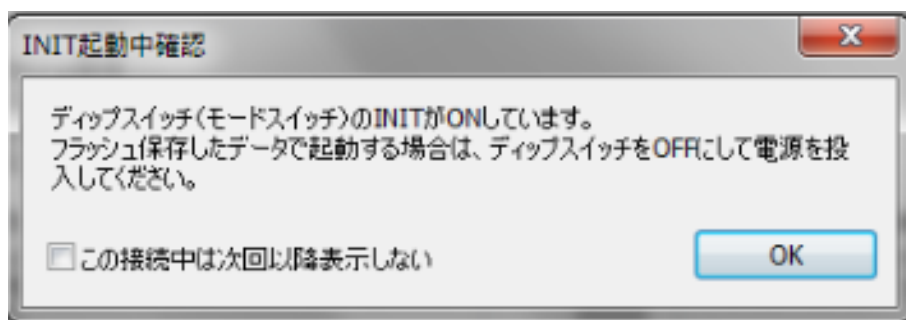 INIT起動中確認
ディップスイッチ(モードスイッチ)のINITがONしています。
フラッシュ保存したデータで起動する場合は、ディップスイッチをOFFにして電源を投
入してください。
この接続中は次回以降表示しない
OK